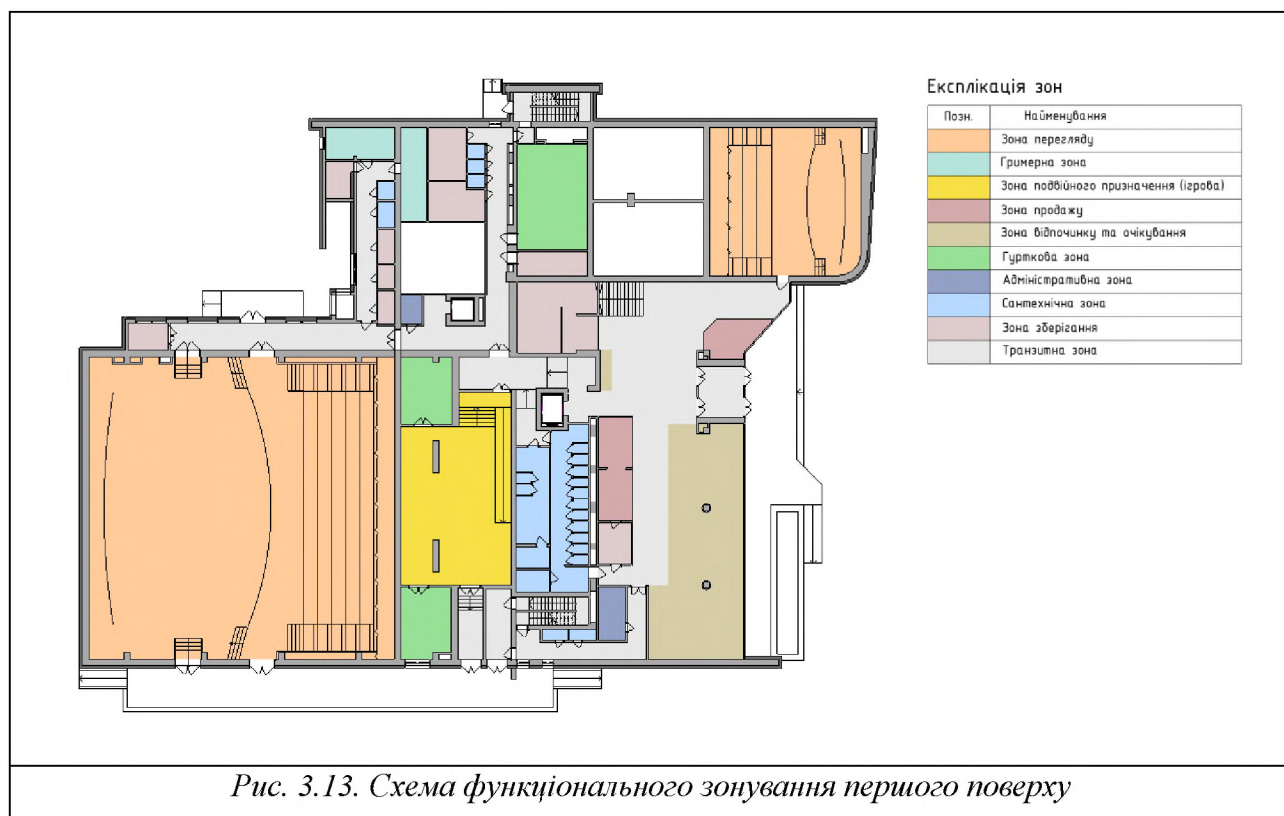 Експлікація зон
Позн. Найменування
Зона перегляду
Гримерна зона
Зона подвійного призначення (ігрова)
Зона продажу
Зона відпочинку та очікування
Гурткова зона
Адміністративна зона
Сантехнічна зона
Зона зберігання
Транзитна зона
Рис. 3.13. Схема функціонального зонування першого поверху